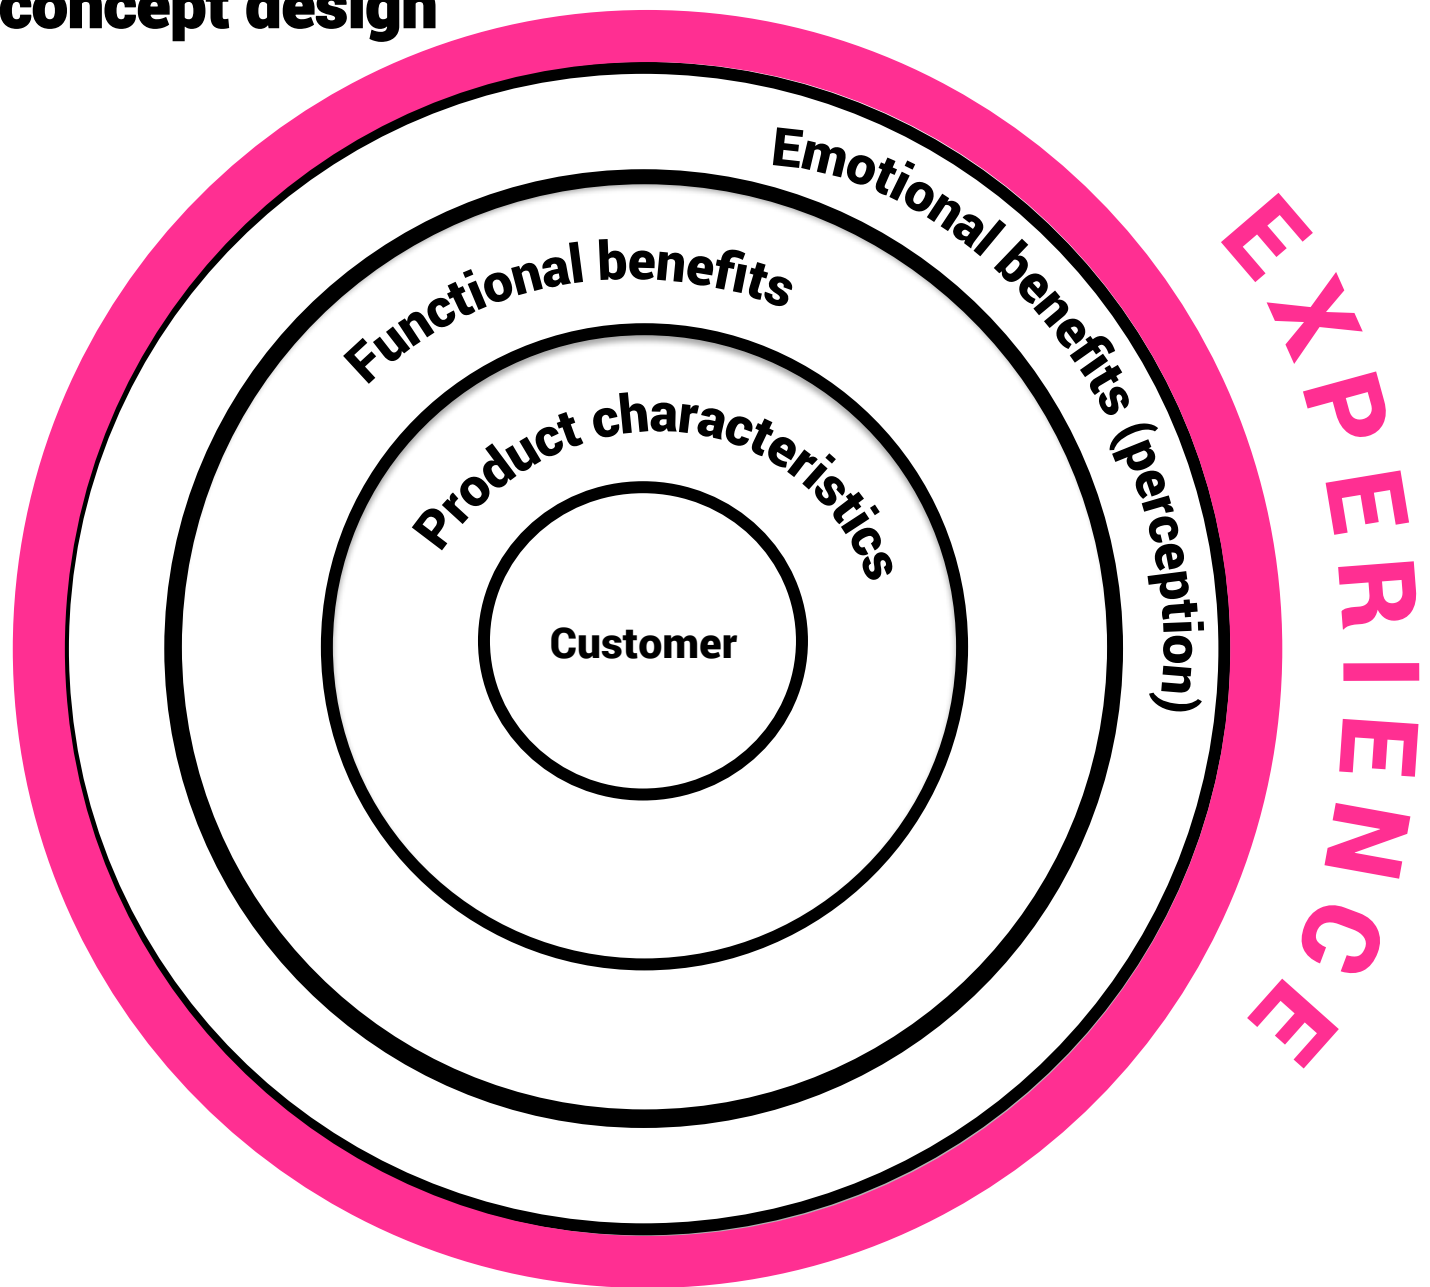 concept design
Emotional benefits (perception)
Functional benefits
Product characteristics
Customer
EXPERIENCE